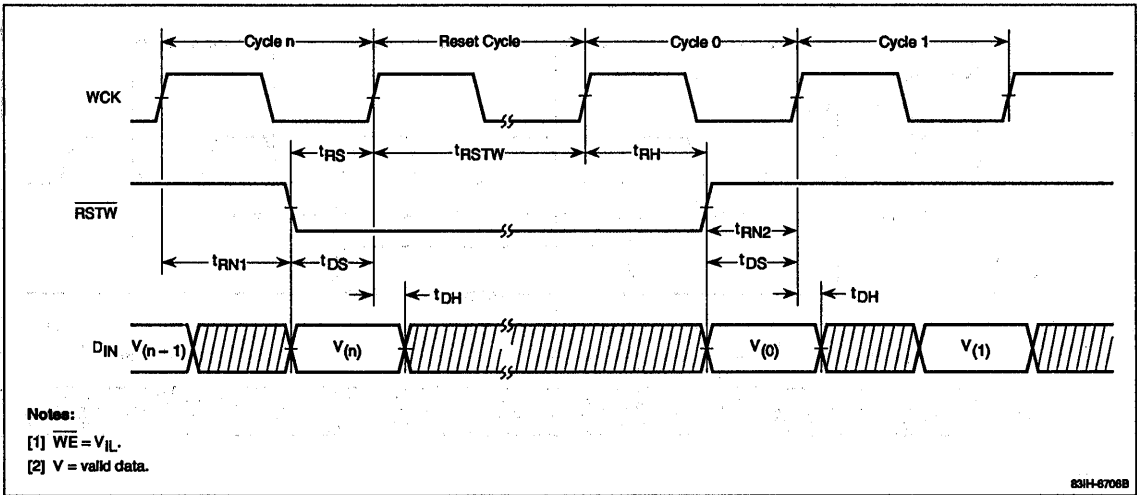 Cycle n Reset Cycle Cycle 0 Cycle 1
WCK
tRS tRSTW tRH
RSTW
tRN2
tRN1 tDS tDS
tDH tDH
DIN V(n – 1) V(n) V(0) V(1)
Notes:
[1] WE = VIL.
[2] V = valid data.
83IH-6706B